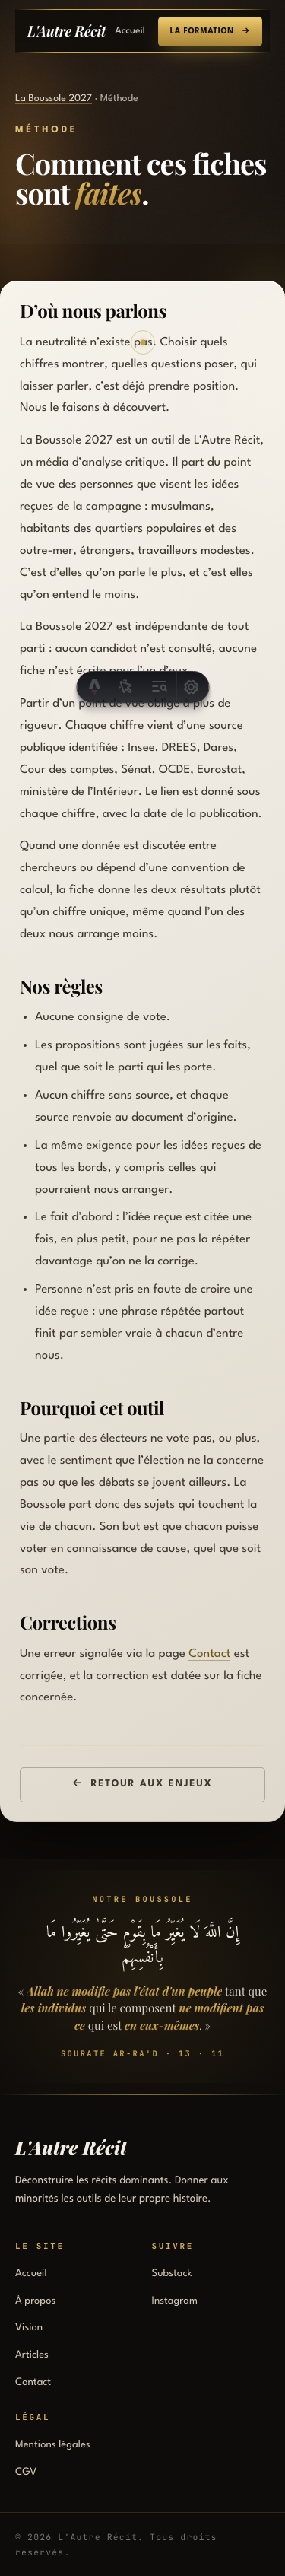 L'Autre Récit Accueil LA FORMATION →
La Boussole 2027 · Méthode
MÉTHODE
Comment ces fiches
sont faites.
D’où nous parlons
La neutralité n’existe pas. Choisir quels
chiffres montrer, quelles questions poser, qui
laisser parler, c’est déjà prendre position.
Nous le faisons à découvert.
La Boussole 2027 est un outil de L'Autre Récit,
un média d’analyse critique. Il part du point
de vue des personnes que visent les idées
reçues de la campagne : musulmans,
habitants des quartiers populaires et des
outre-mer, étrangers, travailleurs modestes.
C’est d’elles qu’on parle le plus, et c’est elles
qu’on entend le moins.
La Boussole 2027 est indépendante de tout
parti : aucun candidat n’est consulté, aucune
fiche n’est écrite pour l’un d’eux.
Partir d’un point de vue oblige à plus de
rigueur. Chaque chiffre vient d’une source
publique identifiée : Insee, DREES, Dares,
Cour des comptes, Sénat, OCDE, Eurostat,
ministère de l’Intérieur. Le lien est donné sous
chaque chiffre, avec la date de la publication.
Quand une donnée est discutée entre
chercheurs ou dépend d’une convention de
calcul, la fiche donne les deux résultats plutôt
qu’un chiffre unique, même quand l’un des
deux nous arrange moins.
Nos règles
• Aucune consigne de vote.
• Les propositions sont jugées sur les faits,
quel que soit le parti qui les porte.
• Aucun chiffre sans source, et chaque
source renvoie au document d’origine.
• La même exigence pour les idées reçues de
tous les bords, y compris celles qui
pourraient nous arranger.
• Le fait d’abord : l’idée reçue est citée une
fois, en plus petit, pour ne pas la répéter
davantage qu’on ne la corrige.
• Personne n’est pris en faute de croire une
idée reçue : une phrase répétée partout
finit par sembler vraie à chacun d’entre
nous.
Pourquoi cet outil
Une partie des électeurs ne vote pas, ou plus,
avec le sentiment que l’élection ne la concerne
pas ou que les débats se jouent ailleurs. La
Boussole part donc des sujets qui touchent la
vie de chacun. Son but est que chacun puisse
voter en connaissance de cause, quel que soit
son vote.
Corrections
Une erreur signalée via la page Contact est
corrigée, et la correction est datée sur la fiche
concernée.
← RETOUR AUX ENJEUX
NOTRE BOUSSOLE
إِنَّ اللَّهَ لَا يُغَيِّرُ مَا بِقَوْمٍ حَتَّىٰ يُغَيِّرُوا مَا
بِأَنْفُسِهِمْ
« Allah ne modifie pas l'état d'un peuple tant que
les individus qui le composent ne modifient pas
ce qui est en eux-mêmes. »
SOURATE AR-RA'D · 13 · 11
L'Autre Récit
Déconstruire les récits dominants. Donner aux
minorités les outils de leur propre histoire.
LE SITE
Accueil
À propos
Vision
Articles
Contact
SUIVRE
Substack
Instagram
LÉGAL
Mentions légales
CGV
© 2026 L'Autre Récit. Tous droits
réservés.